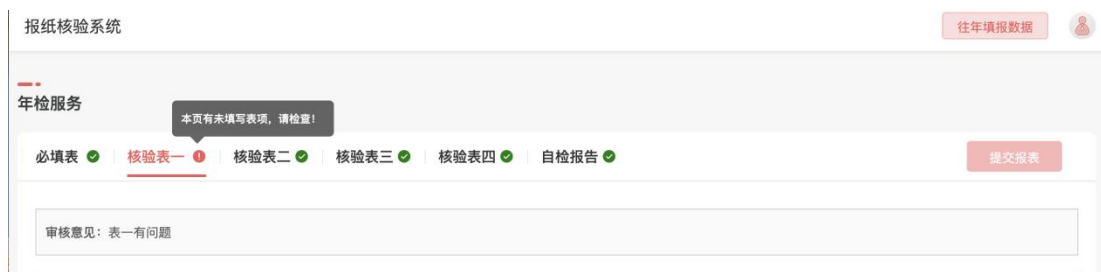 报纸核验系统
往年填报数据
年检服务
本页有未填写表项，请检查！
必填表 核验表一 核验表二 核验表三 核验表四 自检报告 提交报表
审核意见：表一有问题